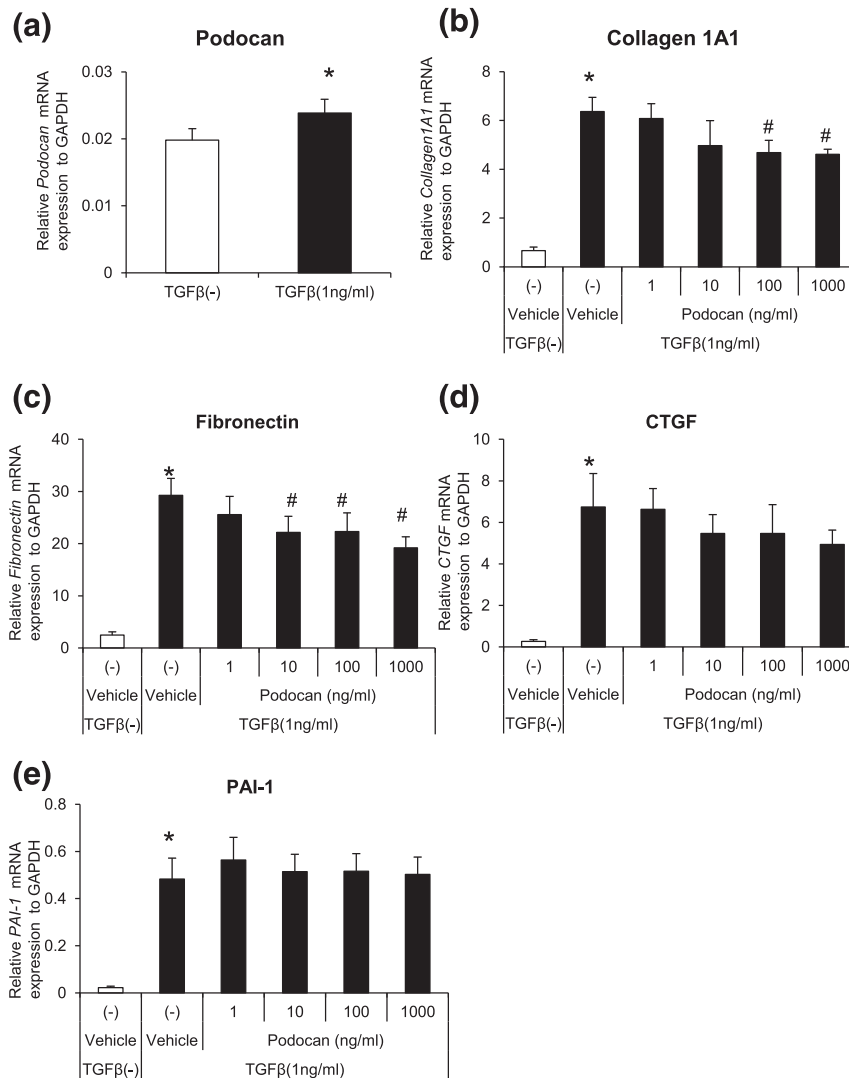 (a)
Podocan
Relative Podocan mRNA
expression to GAPDH
0.03
0.02
0.01
0
*
TGFβ(-)
TGFβ(1ng/ml)
(b)
Collagen 1A1
Relative Collagen1A1 mRNA
expression to GAPDH
8
6
4
2
0
*
#
#
(-)
(-)
1
10
100
1000
Vehicle
Vehicle
Podocan (ng/ml)
TGFβ(-)
TGFβ(1ng/ml)
(c)
Fibronectin
Relative Fibronectin mRNA
expression to GAPDH
40
30
20
10
0
*
#
#
#
(-)
(-)
1
10
100
1000
Vehicle
Vehicle
Podocan (ng/ml)
TGFβ(-)
TGFβ(1ng/ml)
(d)
CTGF
Relative CTGF mRNA
expression to GAPDH
10
8
6
4
2
0
*
(-)
(-)
1
10
100
1000
Vehicle
Vehicle
Podocan (ng/ml)
TGFβ(-)
TGFβ(1ng/ml)
(e)
PAI-1
Relative PAI-1 mRNA
expression to GAPDH
0.8
0.6
0.4
0.2
0
*
(-)
(-)
1
10
100
1000
Vehicle
Vehicle
Podocan (ng/ml)
TGFβ(-)
TGFβ(1ng/ml)